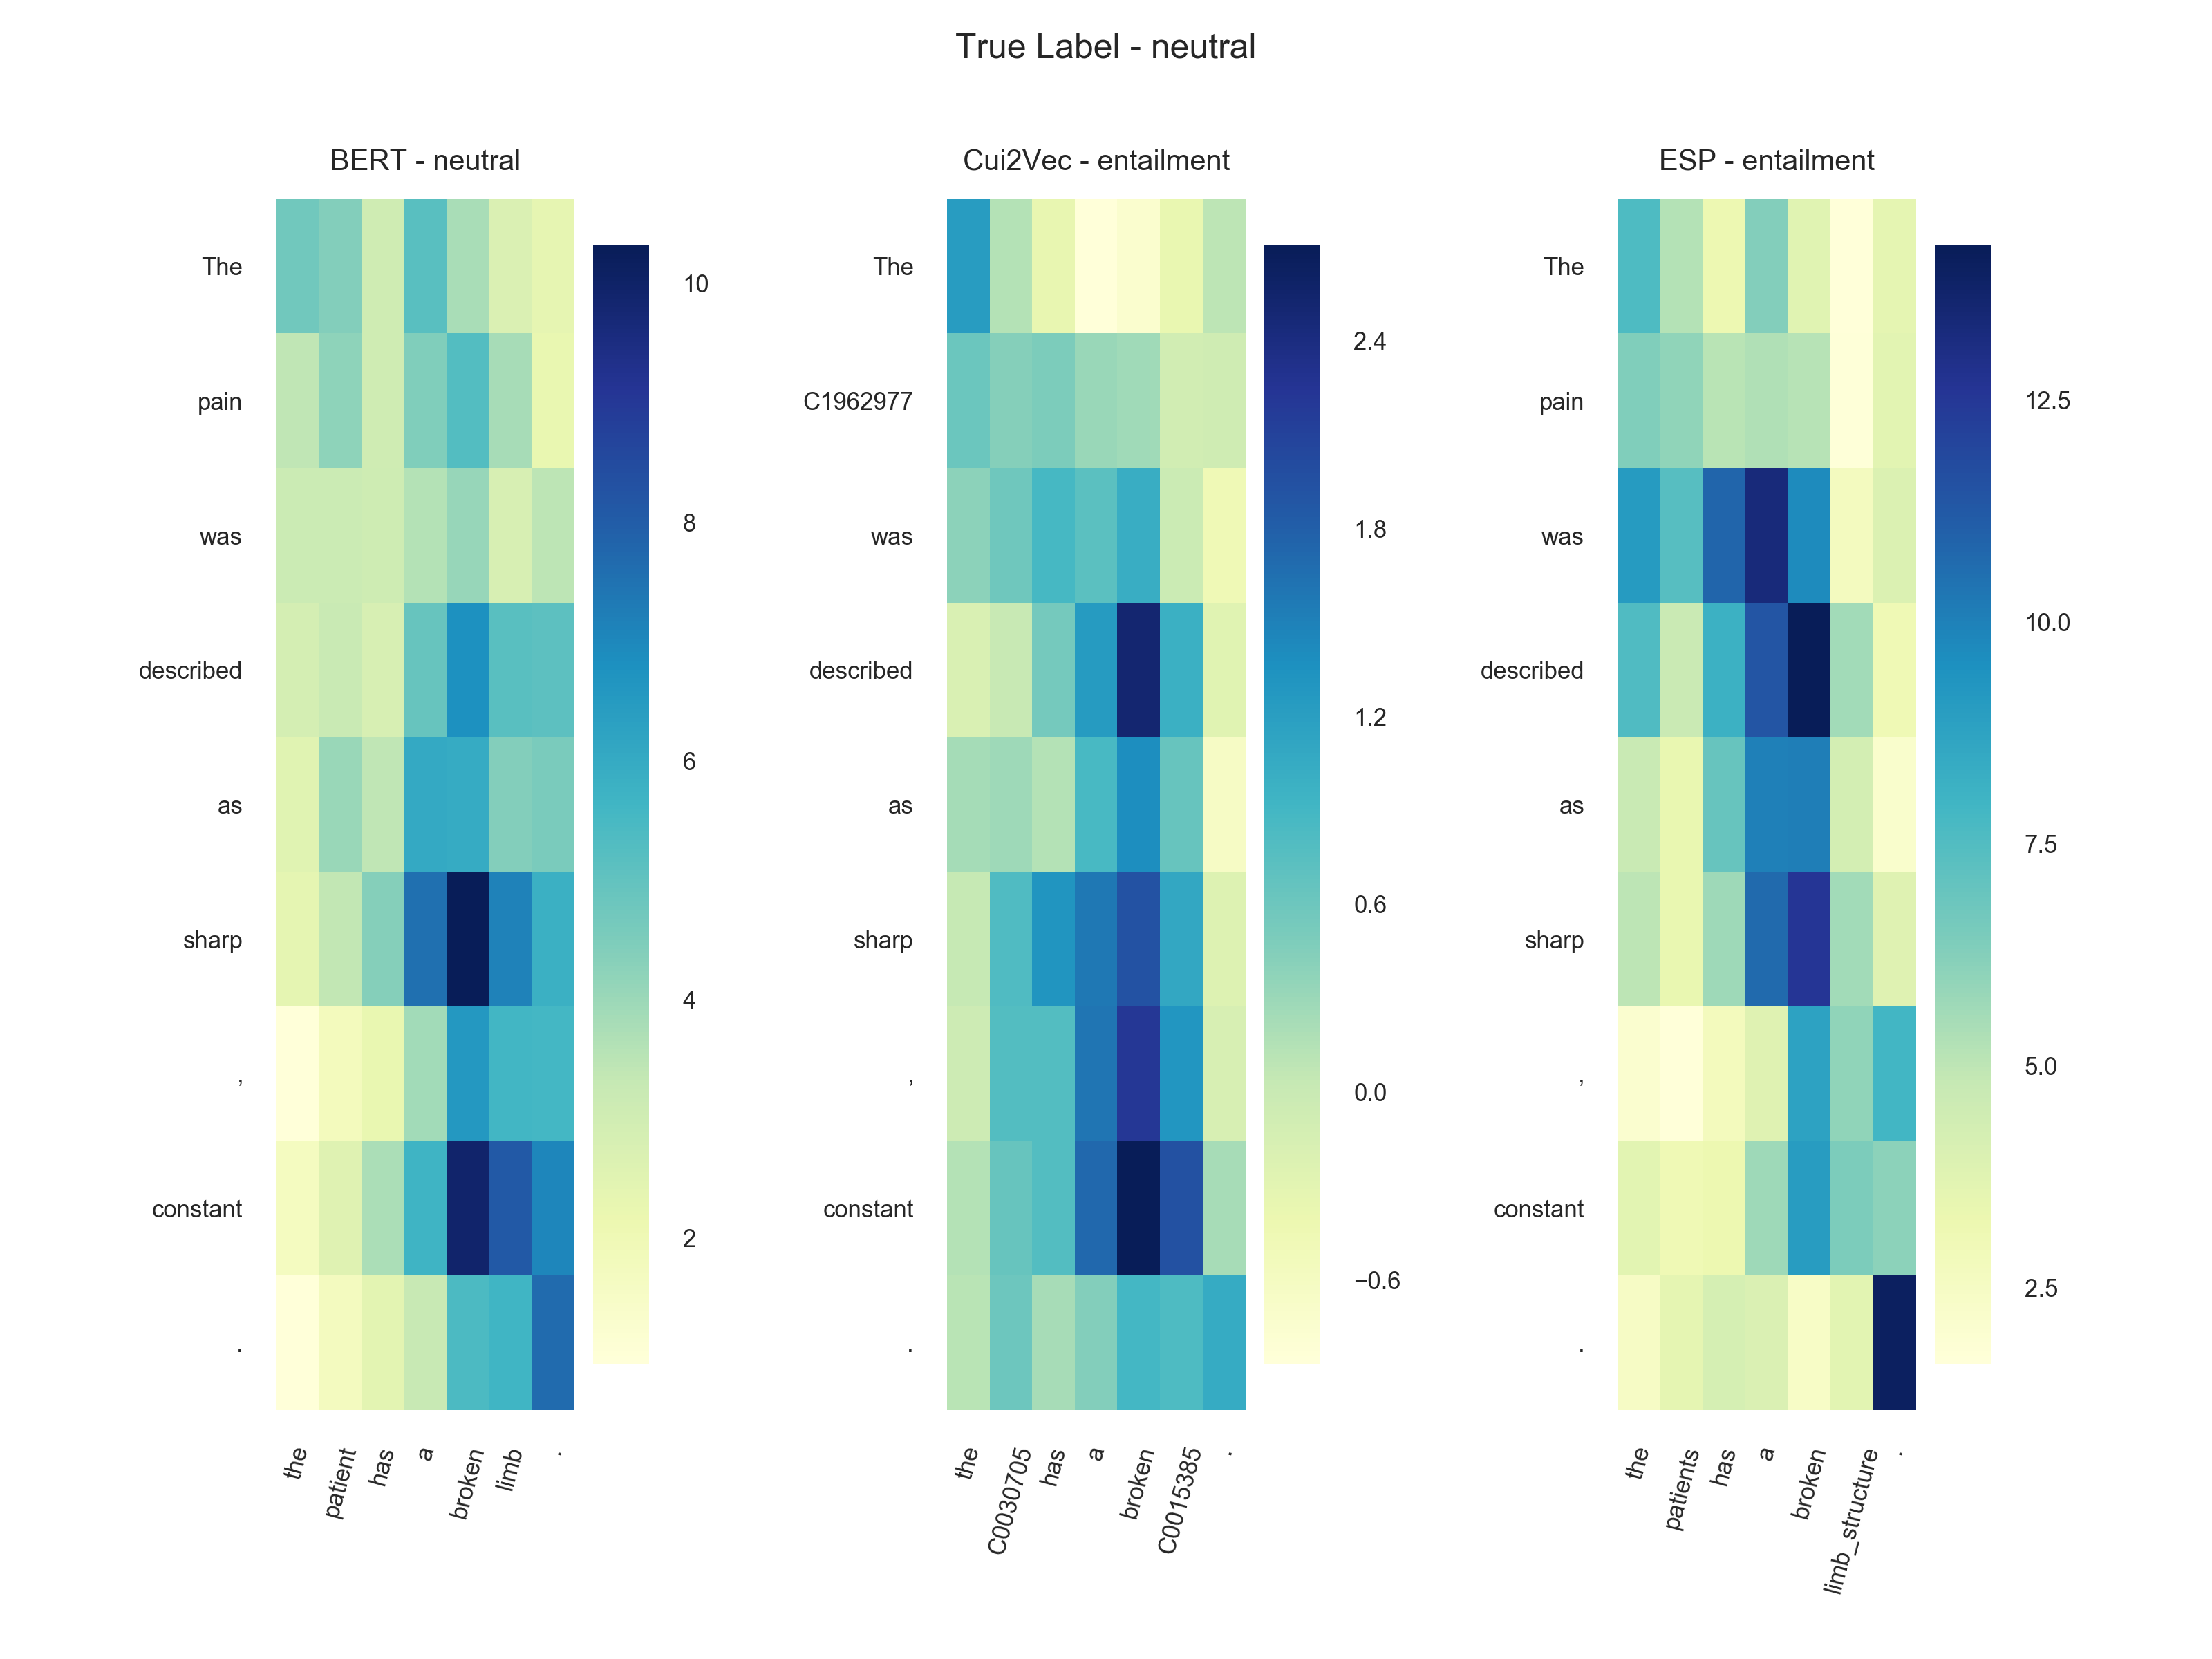 True Label - neutral
BERT - neutral
The
pain
was
described
as
sharp
,
constant
.
the
patient
has
a
broken
limb
.
10
8
6
4
2
Cui2Vec - entailment
The
C1962977
was
described
as
sharp
,
constant
.
the
C0030705
has
a
broken
C0015385
.
2.4
1.8
1.2
0.6
0.0
−0.6
ESP - entailment
The
pain
was
described
as
sharp
,
constant
.
the
patients
has
a
broken
limb_structure
.
12.5
10.0
7.5
5.0
2.5